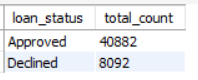 loan_status total_count
Approved 40882
Declined 8092